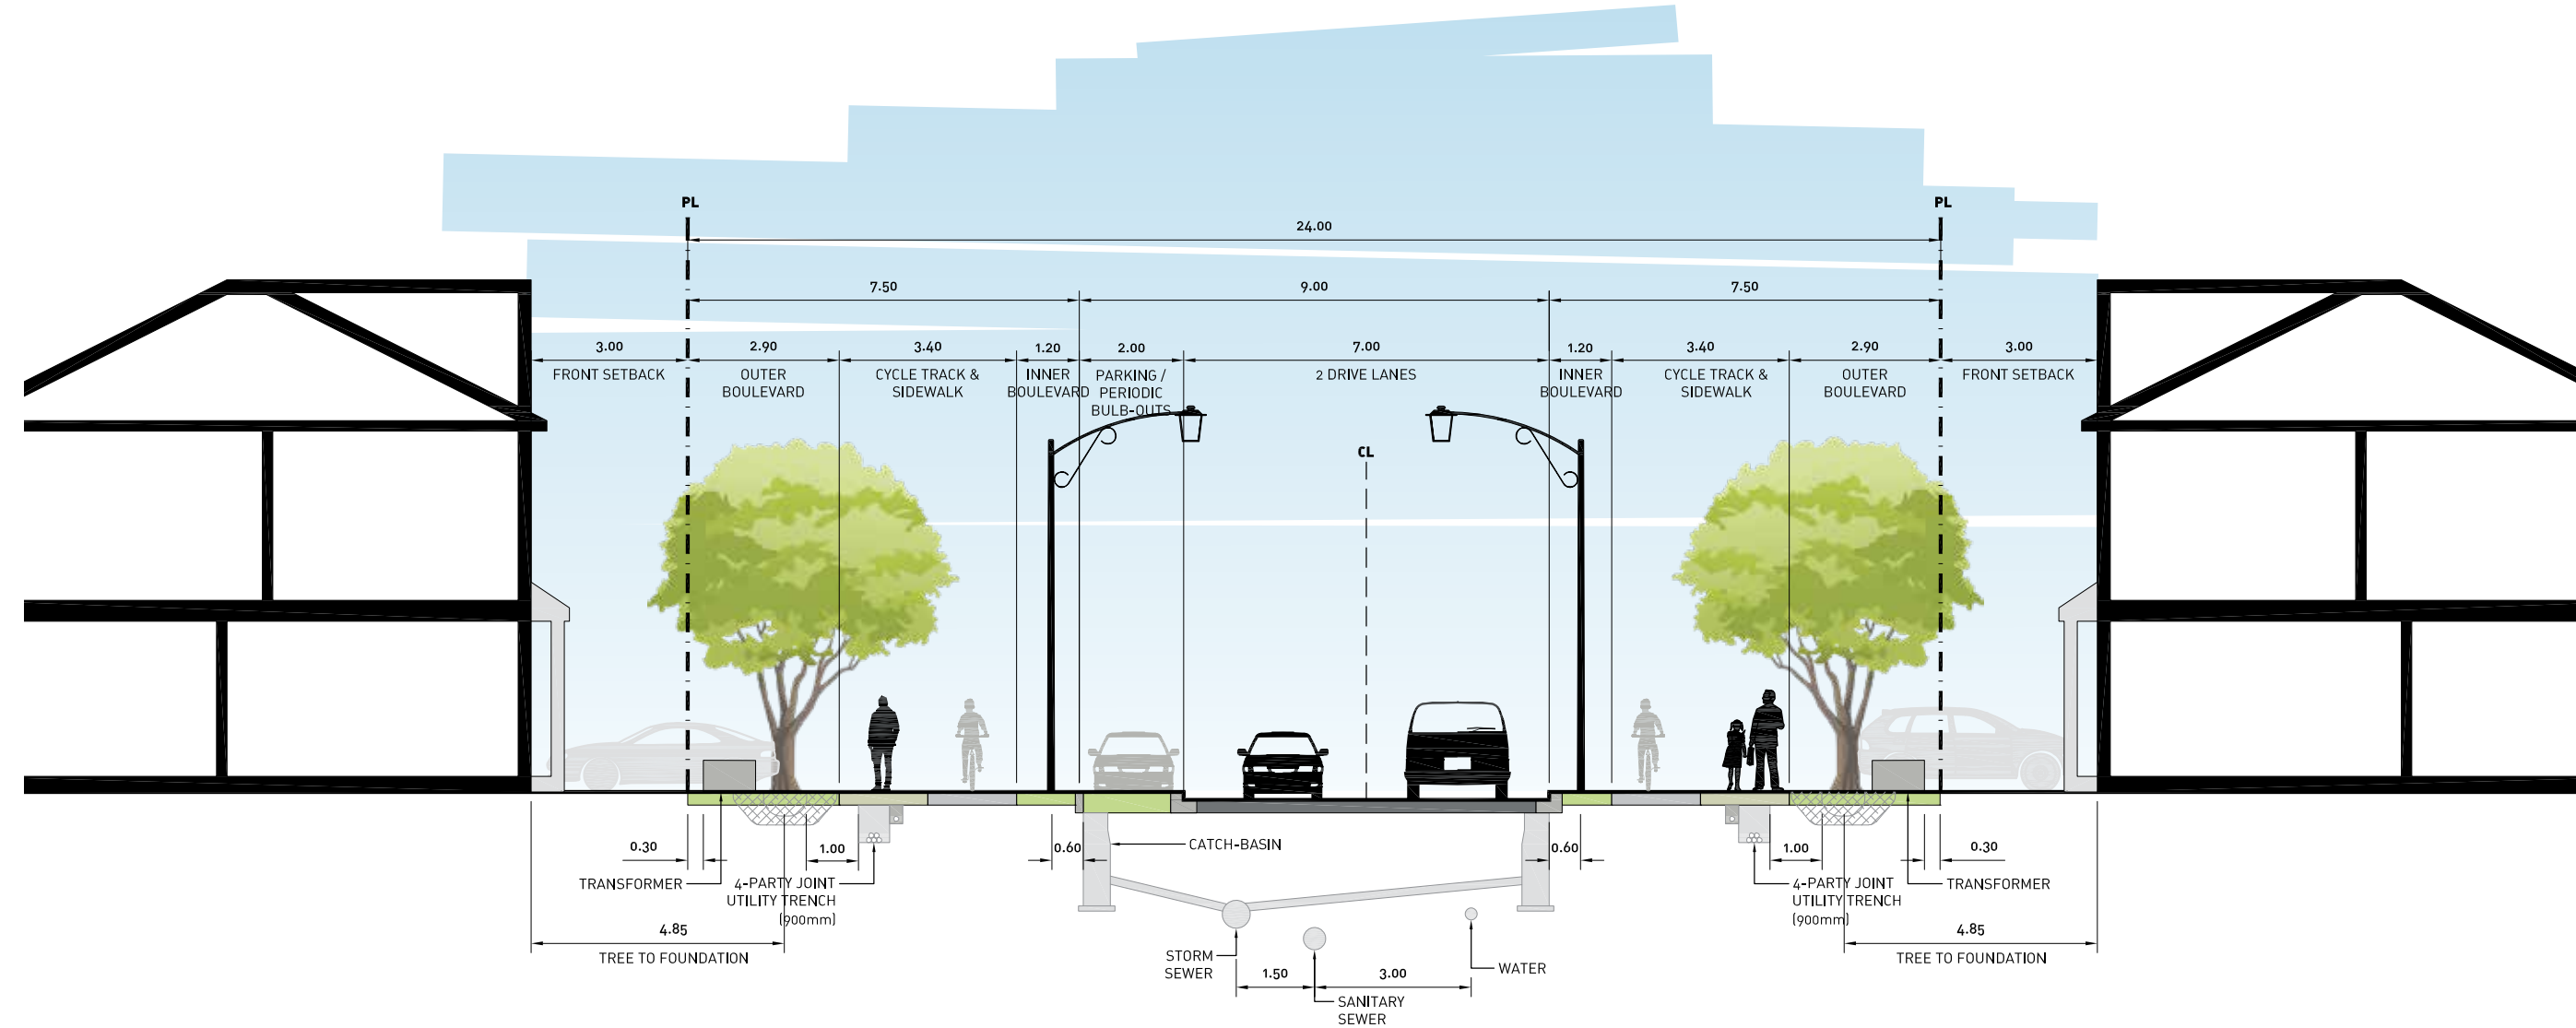 PL
PL
24.00
7.50
9.00
7.50
3.00
2.90
3.40
1.20
2.00
7.00
1.20
3.40
2.90
3.00
FRONT SETBACK
OUTER
BOULEVARD
CYCLE TRACK &
SIDEWALK
INNER
BOULEVARD
PARKING /
PERIODIC
BULB-OUTS
2 DRIVE LANES
INNER
BOULEVARD
CYCLE TRACK &
SIDEWALK
OUTER
BOULEVARD
FRONT SETBACK
CL
0.30
1.00
0.60
CATCH-BASIN
0.60
1.00
0.30
TRANSFORMER
4-PARTY JOINT
UTILITY TRENCH
(900mm)
4-PARTY JOINT
UTILITY TRENCH
(900mm)
TRANSFORMER
4.85
TREE TO FOUNDATION
4.85
TREE TO FOUNDATION
STORM
SEWER
1.50
3.00
WATER
SANITARY
SEWER